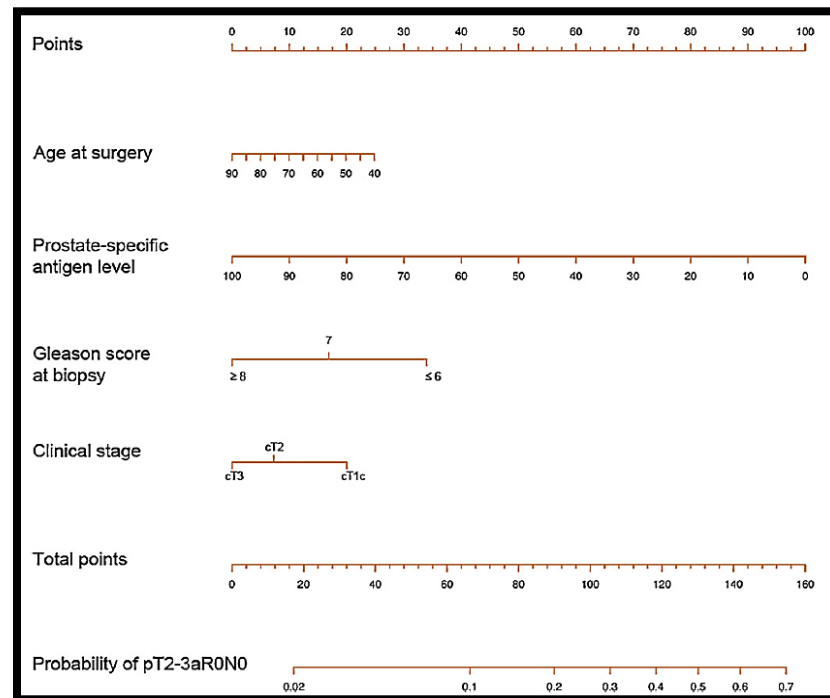 0 10 20 30 40 50 60 70 80 90 100
Points
Age at surgery
90 80 70 60 50 40
Prostate-specific
antigen level
100 90 80 70 60 50 40 30 20 10 0
7
Gleason score
at biopsy
≥ 8 ≤ 6
Clinical stage
cT2
cT3 cT1c
Total points
0 20 40 60 80 100 120 140 160
Probability of pT2-3aR0N0
0.02 0.1 0.2 0.3 0.4 0.5 0.6 0.7